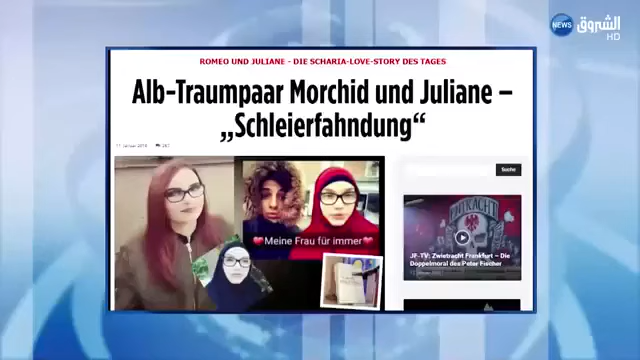 الشروق
NEWS
HD
ROMEO UND JULIANE - DIE SCHARIA-LOVE-STORY DES TAGES
Alb-Traumpaar Morchid und Juliane –
„Schleierfahndung“
Suche
❤Meine Frau für immer❤
JF-TV: Zwietracht Frankfurt – Die
Doppelmoral des Peter Fischer